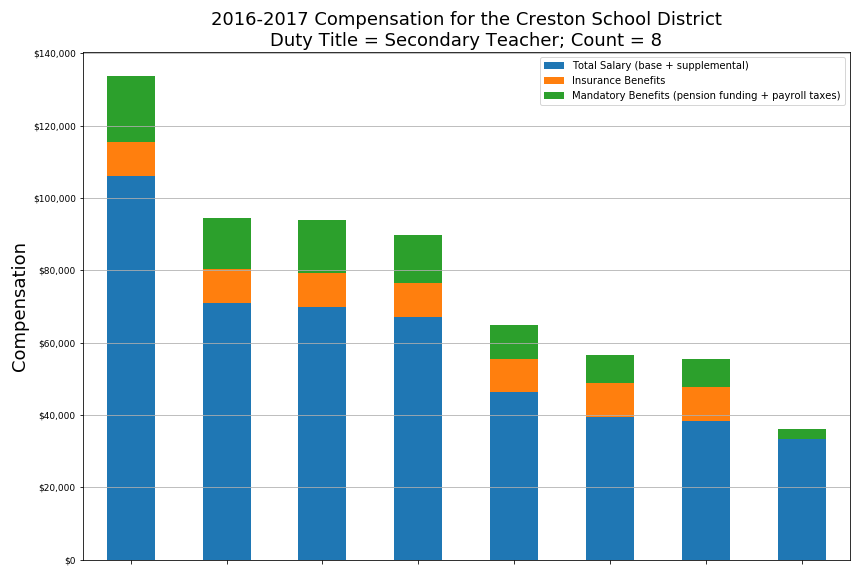 2016-2017 Compensation for the Creston School District
Duty Title = Secondary Teacher; Count = 8
Total Salary (base + supplemental)
Insurance Benefits
Mandatory Benefits (pension funding + payroll taxes)
Compensation
$140,000
$120,000
$100,000
$80,000
$60,000
$40,000
$20,000
$0